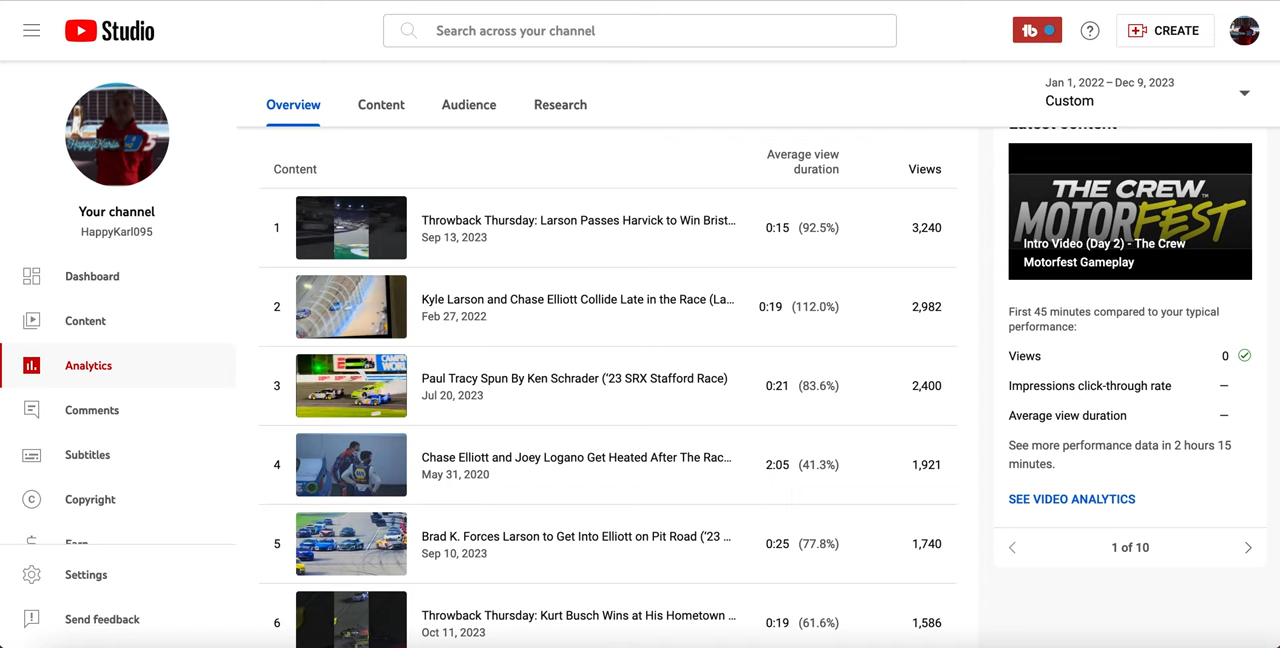 Studio
Search across your channel
1b
?
CREATE
Jan 1, 2022 – Dec 9, 2023
Custom
Overview
Content
Audience
Research
Your channel
HappyKarl095
Dashboard
Content
Analytics
Comments
Subtitles
Copyright
Earn
Settings
Send feedback
Content
Average view
duration
Views
1
Throwback Thursday: Larson Passes Harvick to Win Brist...
Sep 13, 2023
0:15 (92.5%)
3,240
2
Kyle Larson and Chase Elliott Collide Late in the Race (La...
Feb 27, 2022
0:19 (112.0%)
2,982
3
Paul Tracy Spun By Ken Schrader (‘23 SRX Stafford Race)
Jul 20, 2023
0:21 (83.6%)
2,400
4
Chase Elliott and Joey Logano Get Heated After The Rac...
May 31, 2020
2:05 (41.3%)
1,921
5
Brad K. Forces Larson to Get Into Elliott on Pit Road (‘23 ...
Sep 10, 2023
0:25 (77.8%)
1,740
6
Throwback Thursday: Kurt Busch Wins at His Hometown ...
Oct 11, 2023
0:19 (61.6%)
1,586
Latest content
THE CREW™
MOTORFEST
Intro Video (Day 2) - The Crew
Motorfest Gameplay
First 45 minutes compared to your typical
performance:
Views
0
Impressions click-through rate
—
Average view duration
—
See more performance data in 2 hours 15
minutes.
SEE VIDEO ANALYTICS
1 of 10